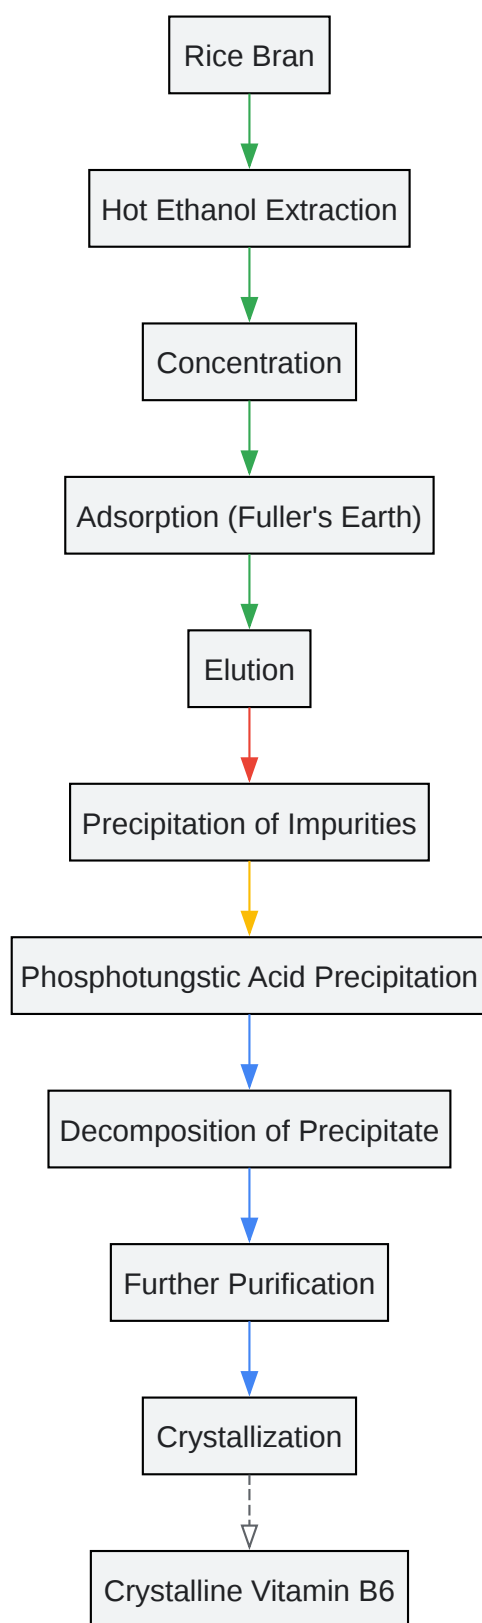 Rice Bran
Hot Ethanol Extraction
Concentration
Adsorption (Fuller's Earth)
Elution
Precipitation of Impurities
Phosphotungstic Acid Precipitation
Decomposition of Precipitate
Further Purification
Crystallization
Crystalline Vitamin B6